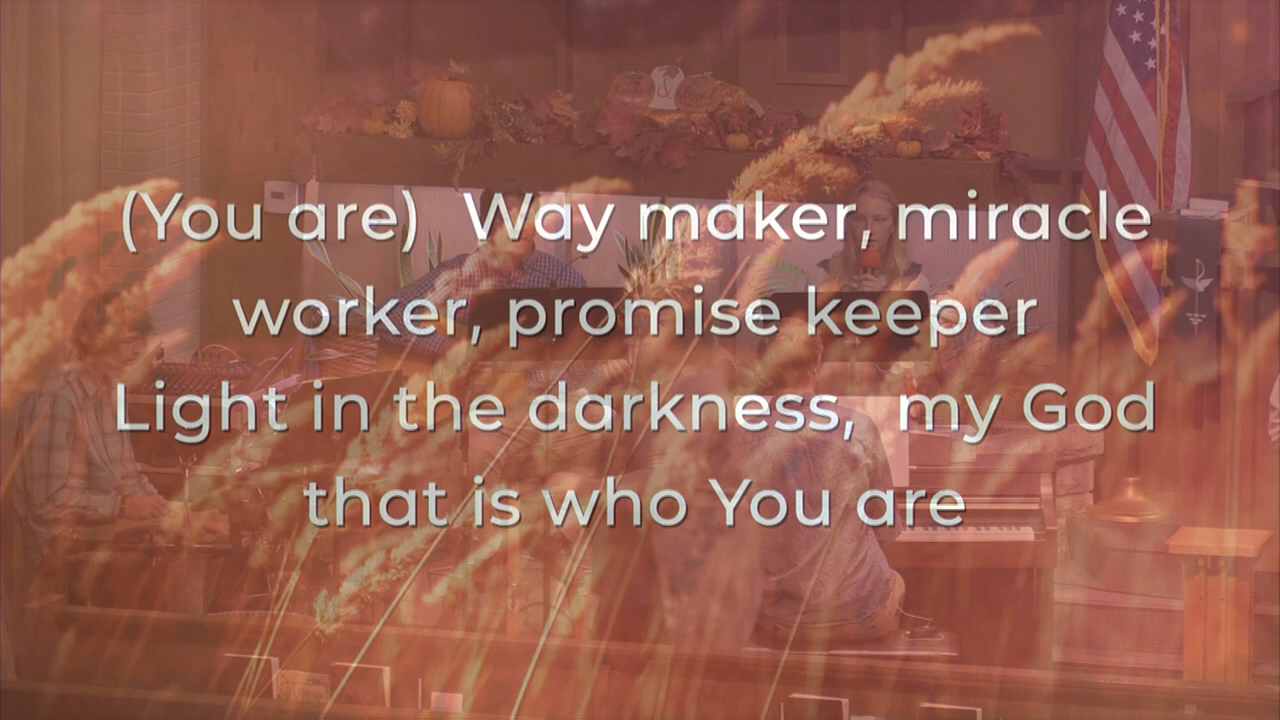 (You are)  Way maker, miracle
worker, promise keeper
Light in the darkness,  my God
that is who You are